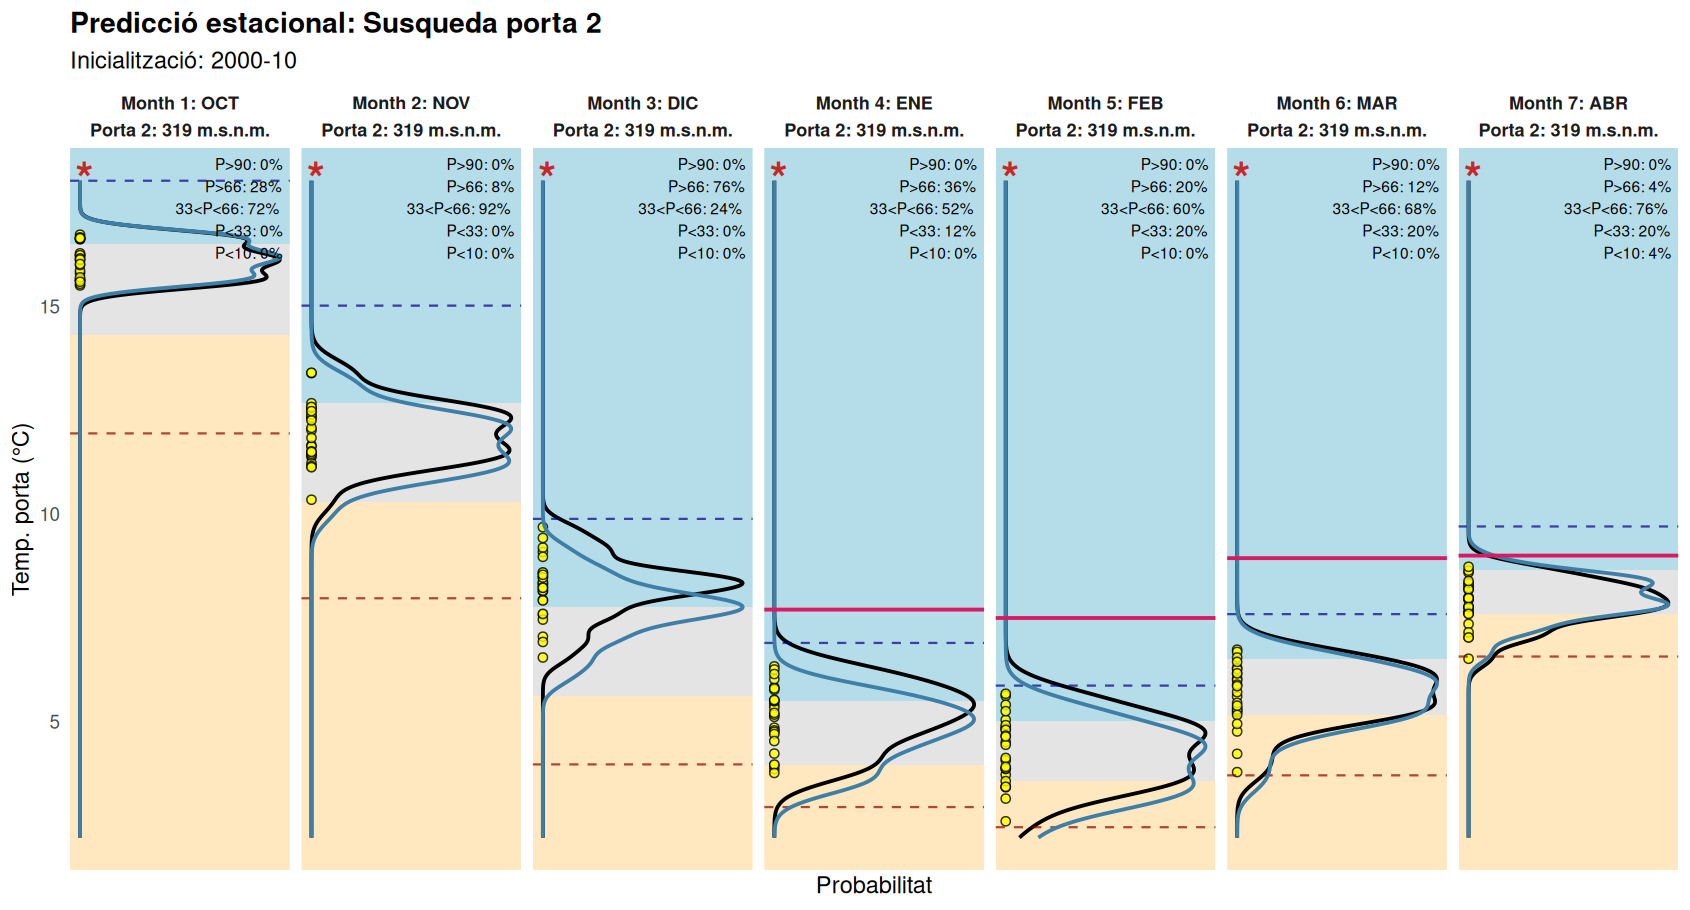 Predicció estacional: Susqueda porta 2
Inicialització: 2000-10
Month 1: OCT
Porta 2: 319 m.s.n.m.
Month 2: NOV
Porta 2: 319 m.s.n.m.
Month 3: DIC
Porta 2: 319 m.s.n.m.
Month 4: ENE
Porta 2: 319 m.s.n.m.
Month 5: FEB
Porta 2: 319 m.s.n.m.
Month 6: MAR
Porta 2: 319 m.s.n.m.
Month 7: ABR
Porta 2: 319 m.s.n.m.
*
P>90: 0%
P>66: 28%
33<P<66: 72%
P<33: 0%
P<10: 0%
*
P>90: 0%
P>66: 8%
33<P<66: 92%
P<33: 0%
P<10: 0%
*
P>90: 0%
P>66: 76%
33<P<66: 24%
P<33: 0%
P<10: 0%
*
P>90: 0%
P>66: 36%
33<P<66: 52%
P<33: 12%
P<10: 0%
*
P>90: 0%
P>66: 20%
33<P<66: 60%
P<33: 20%
P<10: 0%
*
P>90: 0%
P>66: 12%
33<P<66: 68%
P<33: 20%
P<10: 0%
*
P>90: 0%
P>66: 4%
33<P<66: 76%
P<33: 20%
P<10: 4%
15
10
5
Temp. porta (°C)
Probabilitat